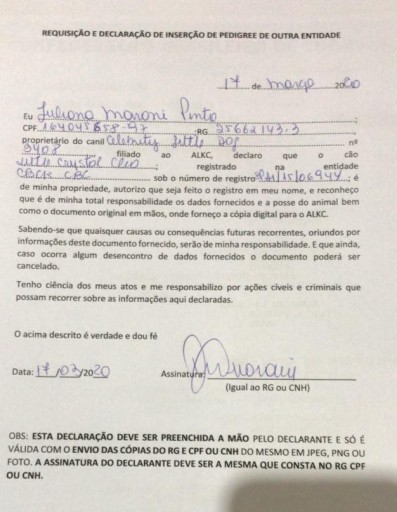 REQUISIÇÃO E DECLARAÇÃO DE INSERÇÃO DE PEDIGREE DE OUTRA ENTIDADE
17 de março 2020
Eu Juliana Maroni Pinto
CPF 164045658-97 RG 25662143.3
proprietário do canil Celebrity Little Dog nº
3408 filiado ao ALKC, declaro que o cão
Little Crystal Cleo registrado na entidade
CBKC sob o número de registro é
de minha propriedade, autorizo que seja feito o registro em meu nome, e reconheço
que é de minha total responsabilidade os dados fornecidos e a posse do animal bem
como o documento original em mãos, onde forneço a cópia digital para o ALKC.
Sabendo-se que quaisquer causas ou consequências futuras recorrentes, oriundos por
informações deste documento fornecido, serão de minha responsabilidade. E que ainda,
caso ocorra algum desencontro de dados fornecidos o documento poderá ser
cancelado.
Tenho ciência dos meus atos e me responsabilizo por ações cíveis e criminais que
possam recorrer sobre as informações aqui declaradas.
O acima descrito é verdade e dou fé
Data: 17/03/2020 Assinatura:
(Igual ao RG ou CNH)
OBS: ESTA DECLARAÇÃO DEVE SER PREENCHIDA A MÃO PELO DECLARANTE E SÓ É
VÁLIDA COM O ENVIO DAS CÓPIAS DO RG E CPF OU CNH DO MESMO EM JPEG, PNG OU
FOTO. A ASSINATURA DO DECLARANTE DEVE SER A MESMA QUE CONSTA NO RG CPF
OU CNH.